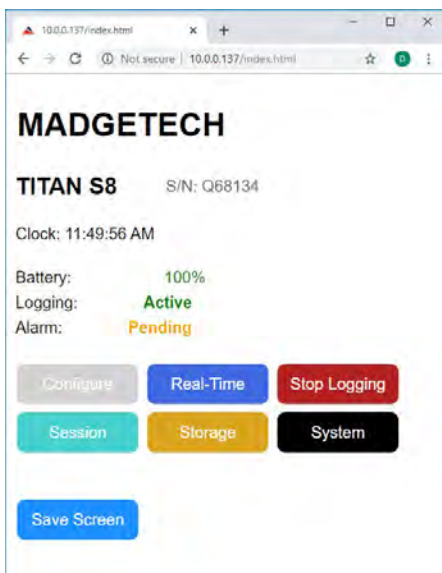 10.0.0.137/index.html
Not secure | 10.0.0.137/index.html
D
MADGETECH
TITAN S8 S/N: Q68134
Clock: 11:49:56 AM
Battery: 100%
Logging: Active
Alarm: Pending
Configure Real-Time Stop Logging
Session Storage System
Save Screen